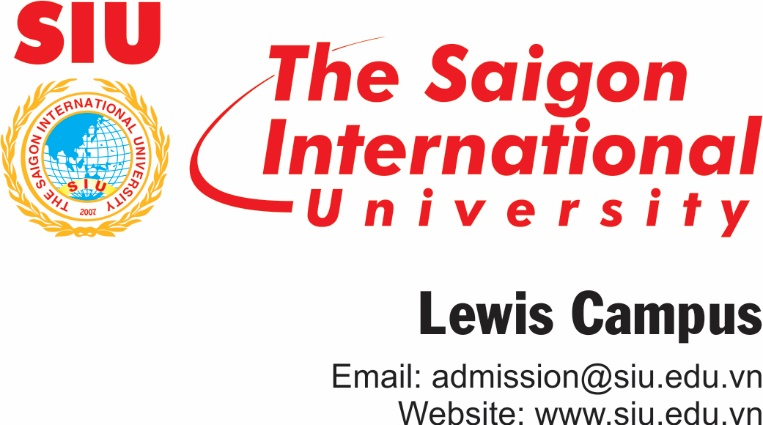 SIU
THE SAIGON INTERNATIONAL UNIVERSITY
SIU
2007
The Saigon
International
University
Lewis Campus
Email: admission@siu.edu.vn
Website: www.siu.edu.vn